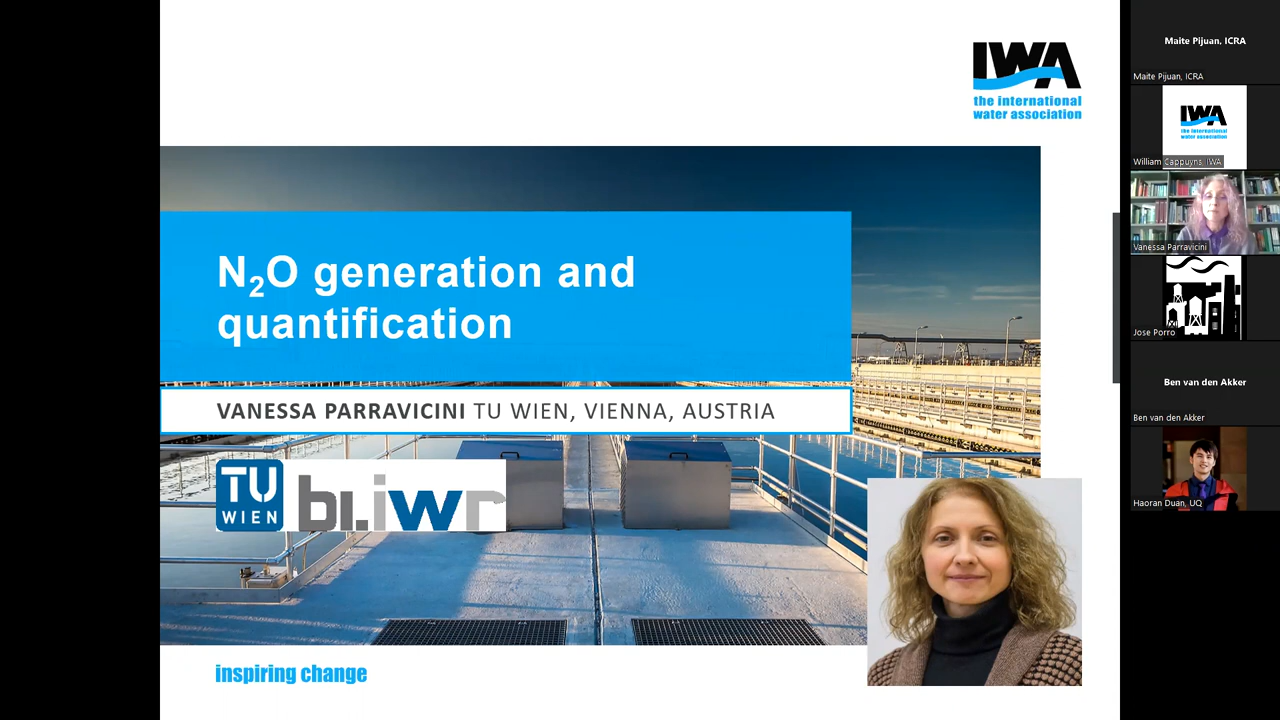 IWA
the international
water association
N₂O generation and
quantification
VANESSA PARRAVICINI TU WIEN, VIENNA, AUSTRIA
TU
WIEN
bi.iwr
inspiring change
Maite Pijuan, ICRA
Maite Pijuan, ICRA
IWA
the international
water association
William Cappuyns, IWA
Vanessa Parravicini
Jose Porro
Ben van den Akker
Ben van den Akker
Haoran Duan, UQ